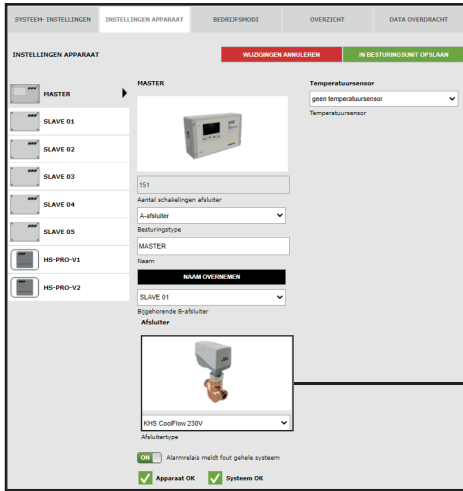 SYSTEEM- INSTELLINGEN
INSTELLINGEN APPARAAT
BEDRIJFSMODI
OVERZICHT
DATA OVERDRACHT
INSTELLINGEN APPARAAT
WIJZIGINGEN ANNULEREN
IN BESTURINGSUNIT OPSLAAN
MASTER
SLAVE 01
SLAVE 02
SLAVE 03
SLAVE 04
SLAVE 05
HS-PRO-V1
HS-PRO-V2
MASTER
151
Aantal schakelingen afsluiter
A-afsluiter
Besturingstype
MASTER
Naam
NAAM OVERNEMEN
SLAVE 01
Bijgehorende B-afsluiter
Afsluiter
KHS CoolFlow 230V
Afsluitertype
ON
Alarmrelais meldt fout gehele systeem
Apparaat OK
Systeem OK
Temperatuursensor
geen temperatuursensor
Temperatuursensor